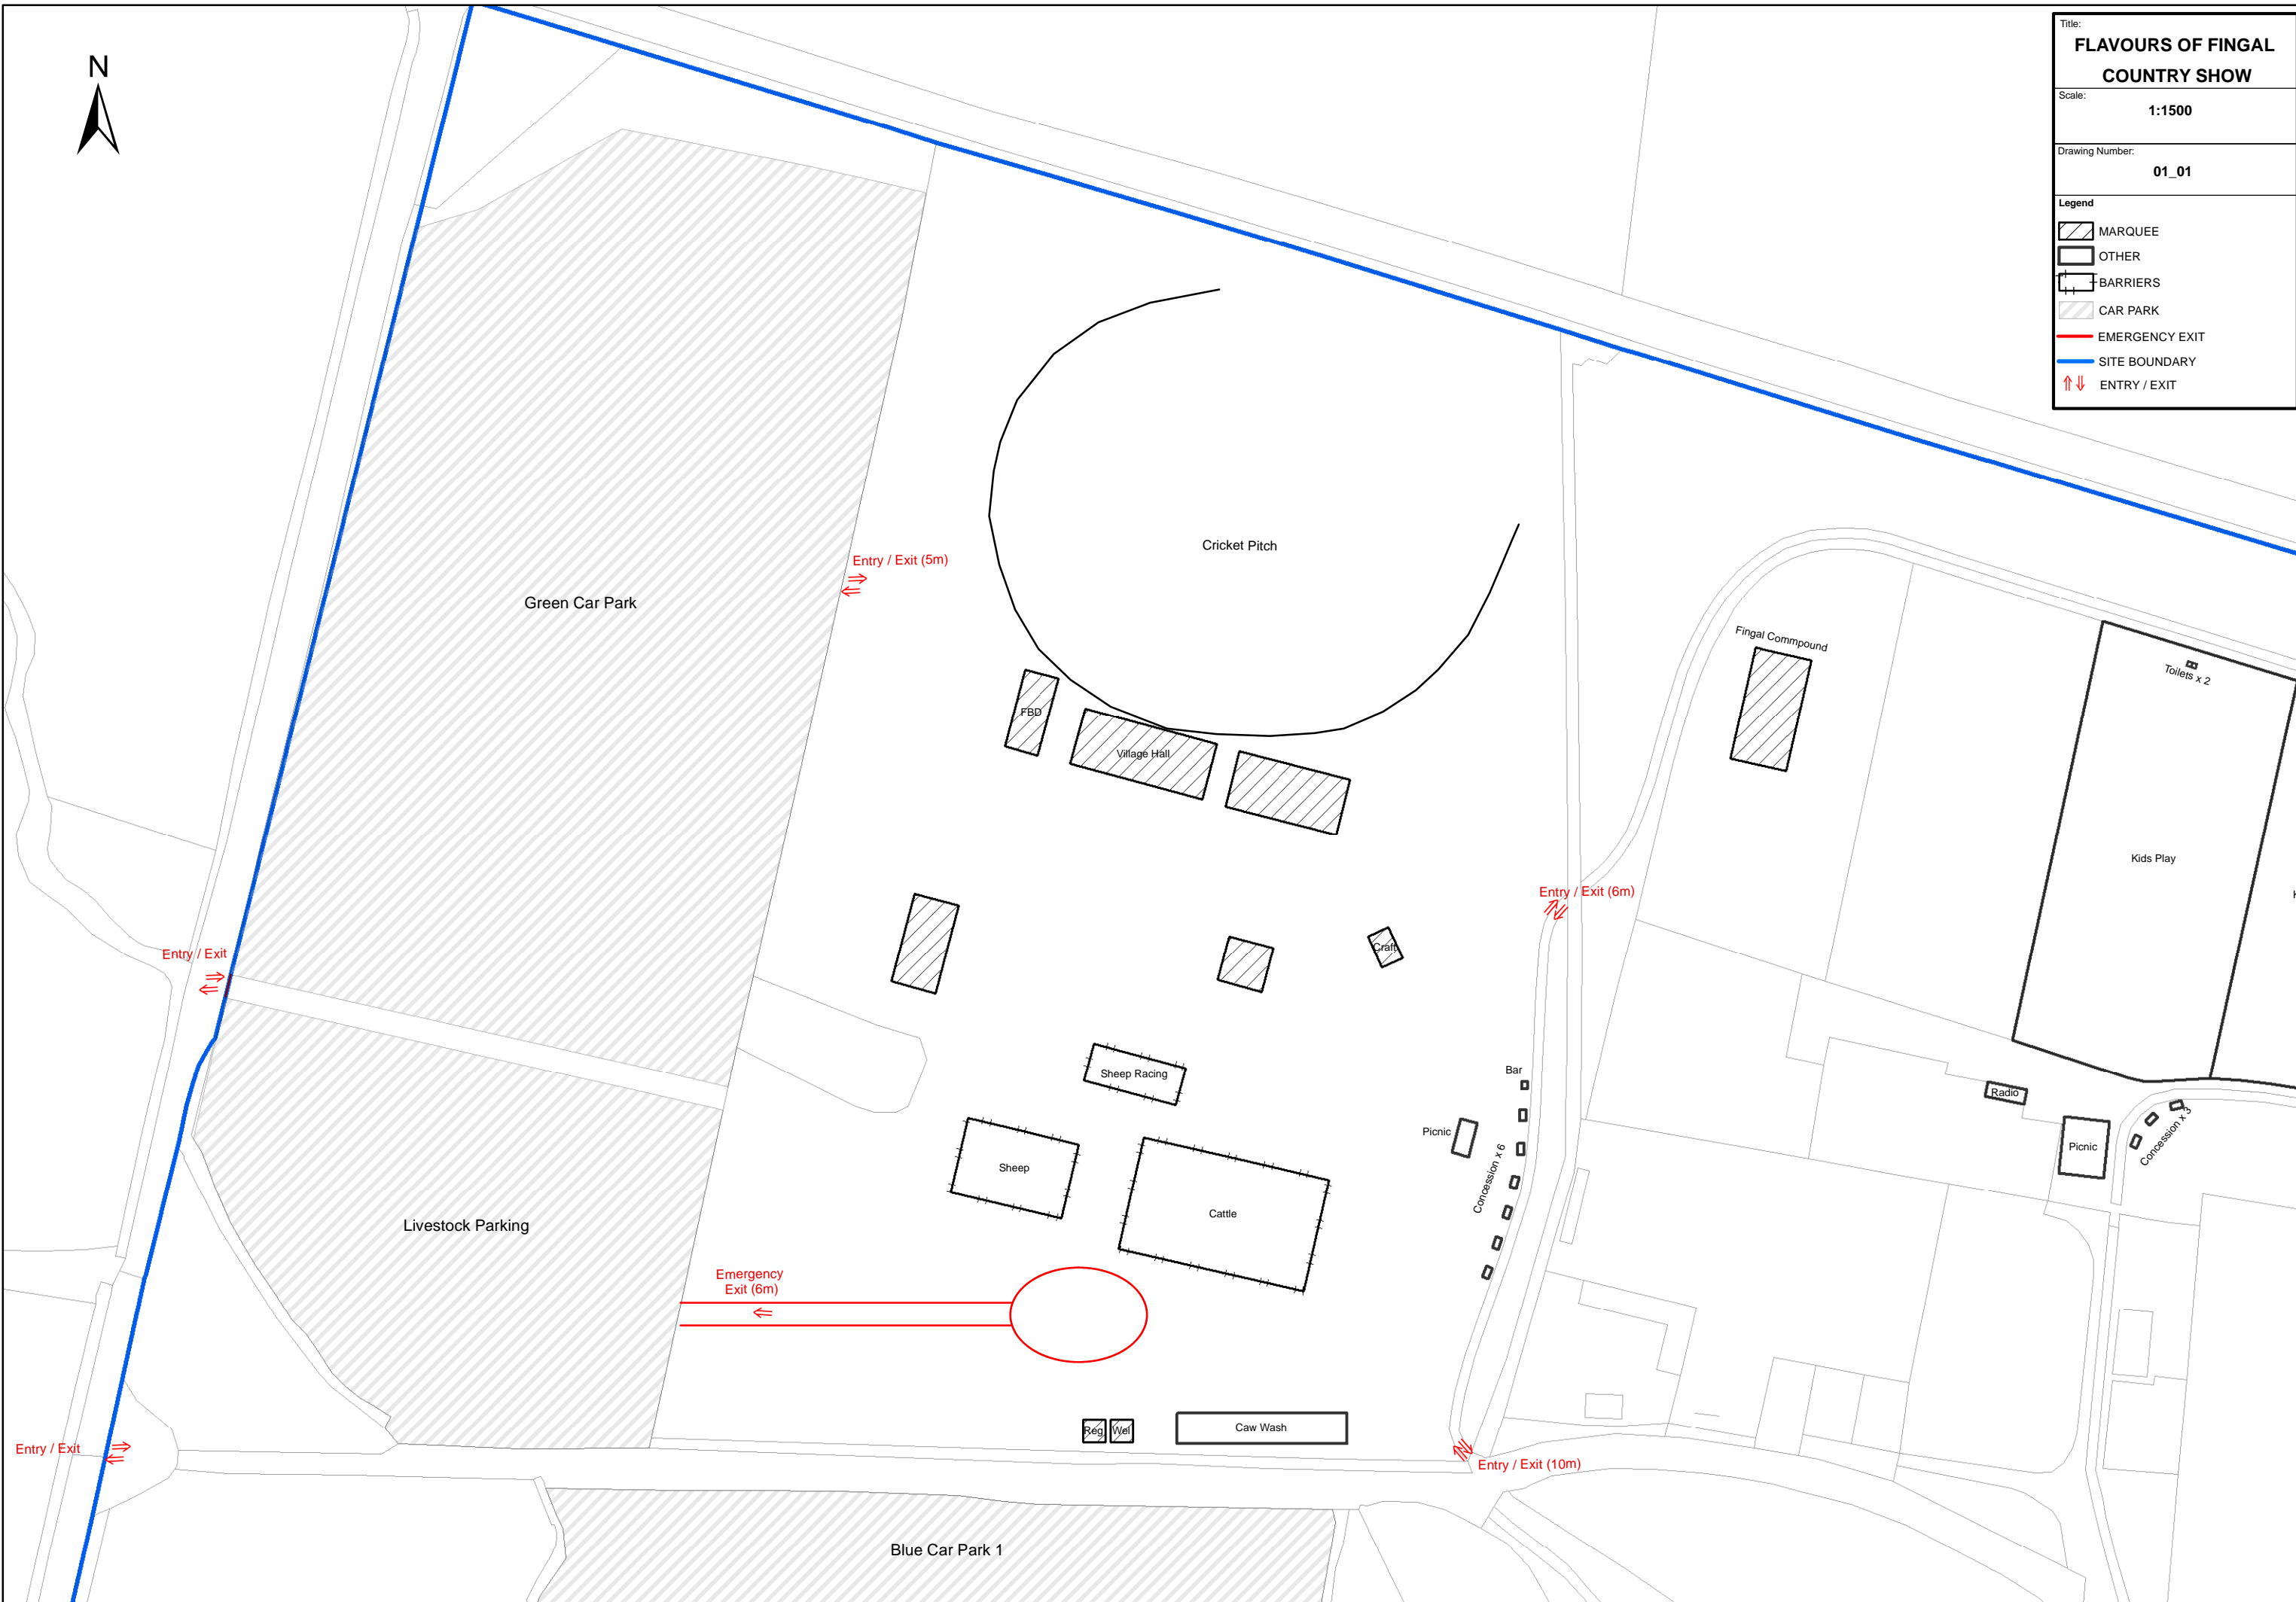 N
Title:
FLAVOURS OF FINGAL
COUNTRY SHOW
Scale:
1:1500
Drawing Number:
01_01
Legend
MARQUEE
OTHER
BARRIERS
CAR PARK
EMERGENCY EXIT
SITE BOUNDARY
ENTRY / EXIT
Cricket Pitch
Entry / Exit (5m)
Green Car Park
Fingal Commpound
Toilets x 2
FBD
Village Hall
Kids Play
Entry / Exit (6m)
Craft
Entry / Exit
Sheep Racing
Bar
Radio
Picnic
Concession x 6
Picnic
Concession x 3
Sheep
Cattle
Livestock Parking
Emergency
Exit (6m)
Reg
Wel
Caw Wash
Entry / Exit
Entry / Exit (10m)
Blue Car Park 1